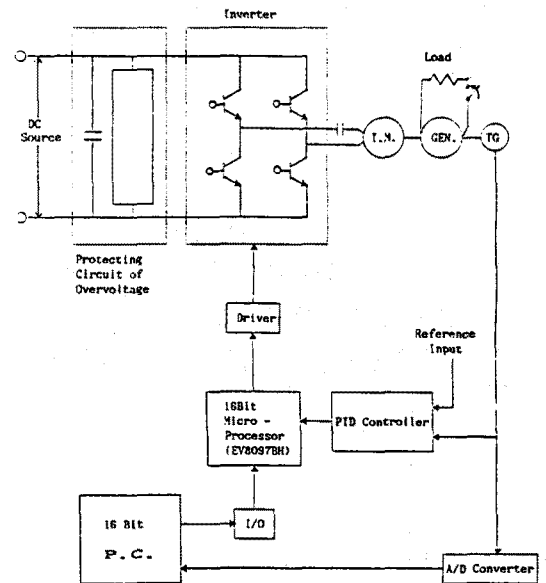 Inverter
Load
DC
Source
I.M.
GEN.
TG
Protecting
Circuit of
Overvoltage
Driver
Reference
Input
16Bit
Micro -
Processor
(EV8097BH)
PID Controller
I/O
16 Bit
P.C.
A/D Converter